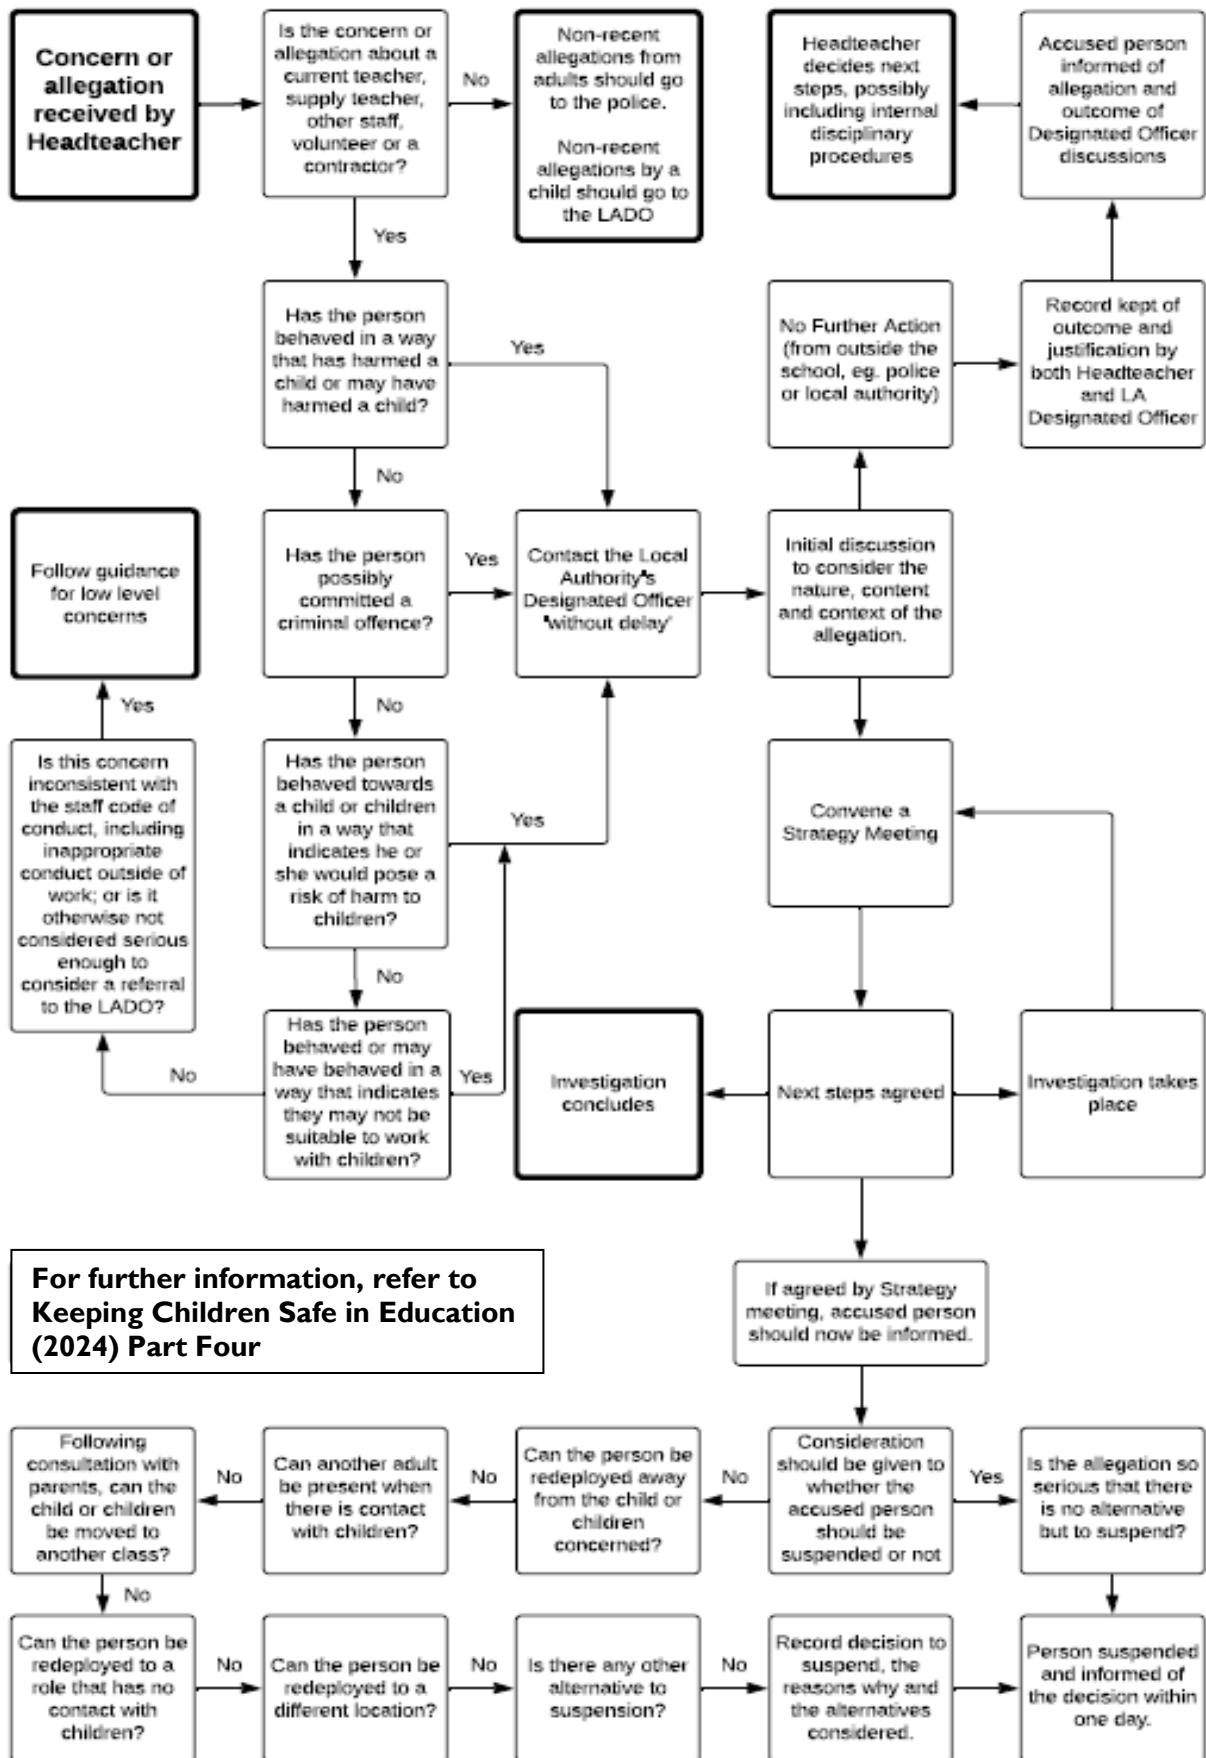 Concern or
allegation
received by
Headteacher
Is the concern or
allegation about a
current teacher,
supply teacher,
other staff,
volunteer or a
contractor?
No
Non-recent
allegations from
adults should go
to the police.
Non-recent
allegations by a
child should go to
the LADO
Headteacher
decides next
steps, possibly
including internal
disciplinary
procedures
Accused person
informed of
allegation and
outcome of
Designated Officer
discussions
Yes
Has the person
behaved in a way
that has harmed a
child or may have
harmed a child?
Yes
No Further Action
(from outside the
school, eg. police
or local authority)
Record kept of
outcome and
justification by
both Headteacher
and LA
Designated Officer
No
Follow guidance
for low level
concerns
Has the person
possibly
committed a
criminal offence?
Yes
Contact the Local
Authority's
Designated Officer
'without delay'
Initial discussion
to consider the
nature, content
and context of the
allegation.
Yes
No
Is this concern
inconsistent with
the staff code of
conduct, including
inappropriate
conduct outside of
work; or is it
otherwise not
considered serious
enough to
consider a referral
to the LADO?
Has the person
behaved towards
a child or children
in a way that
indicates he or
she would pose a
risk of harm to
children?
Yes
Convene a
Strategy Meeting
No
No
Has the person
behaved or may
have behaved in a
way that indicates
they may not be
suitable to work
with children?
Yes
Investigation
concludes
Next steps agreed
Investigation takes
place
For further information, refer to
Keeping Children Safe in Education
(2024) Part Four
If agreed by Strategy
meeting, accused person
should now be informed.
Following
consultation with
parents, can the
child or children
be moved to
another class?
No
Can another adult
be present when
there is contact
with children?
No
Can the person be
redeployed away
from the child or
children
concerned?
No
Consideration
should be given to
whether the
accused person
should be
suspended or not
Yes
Is the allegation so
serious that there
is no alternative
but to suspend?
No
Can the person be
redeployed to a
role that has no
contact with
children?
No
Can the person be
redeployed to a
different location?
No
Is there any other
alternative to
suspension?
No
Record decision to
suspend, the
reasons why and
the alternatives
considered.
Person suspended
and informed of
the decision within
one day.